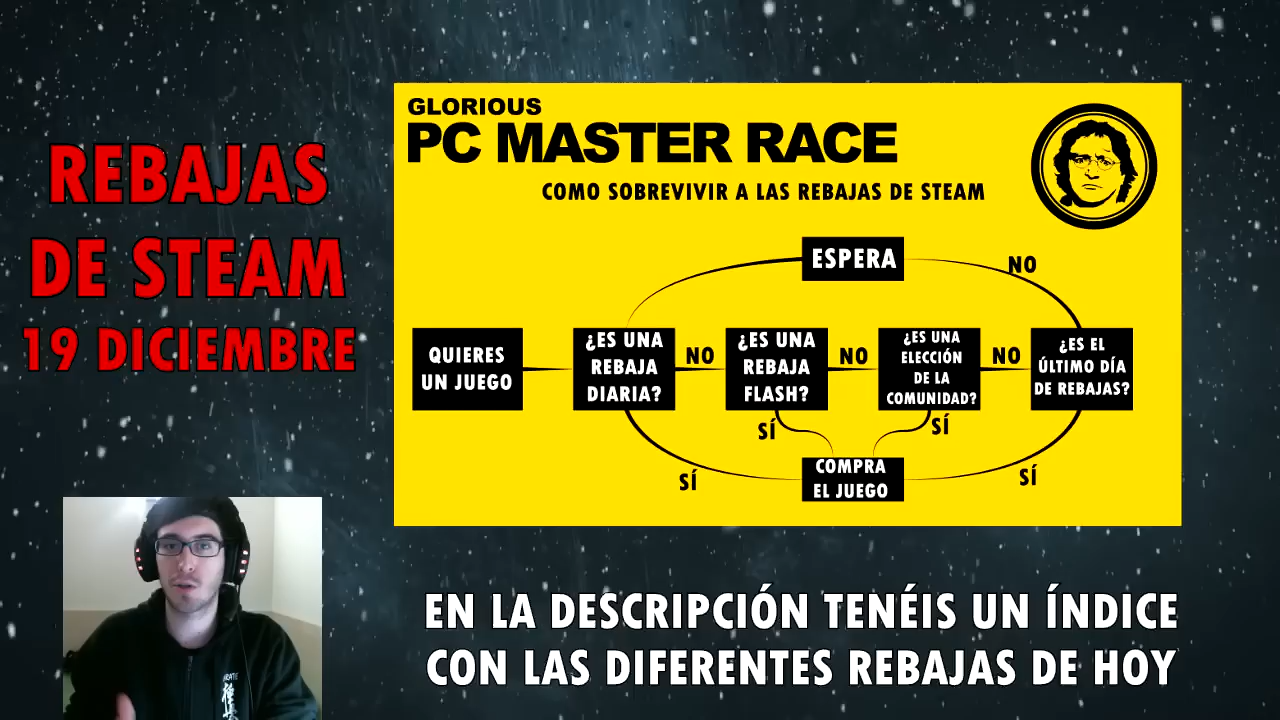 REBAJAS
DE STEAM
19 DICIEMBRE
GLORIOUS
PC MASTER RACE
COMO SOBREVIVIR A LAS REBAJAS DE STEAM
ESPERA
NO
QUIERES
UN JUEGO
¿ES UNA
REBAJA
DIARIA?
NO
¿ES UNA
REBAJA
FLASH?
NO
¿ES UNA
ELECCIÓN
DE LA
COMUNIDAD?
NO
¿ES EL
ÚLTIMO DÍA
DE REBAJAS?
SÍ
SÍ
SÍ
SÍ
COMPRA
EL JUEGO
EN LA DESCRIPCIÓN TENÉIS UN ÍNDICE
CON LAS DIFERENTES REBAJAS DE HOY